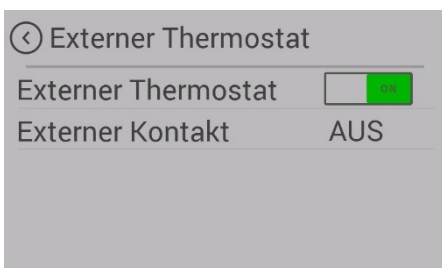 Externer Thermostat
Externer Thermostat ON
Externer Kontakt AUS